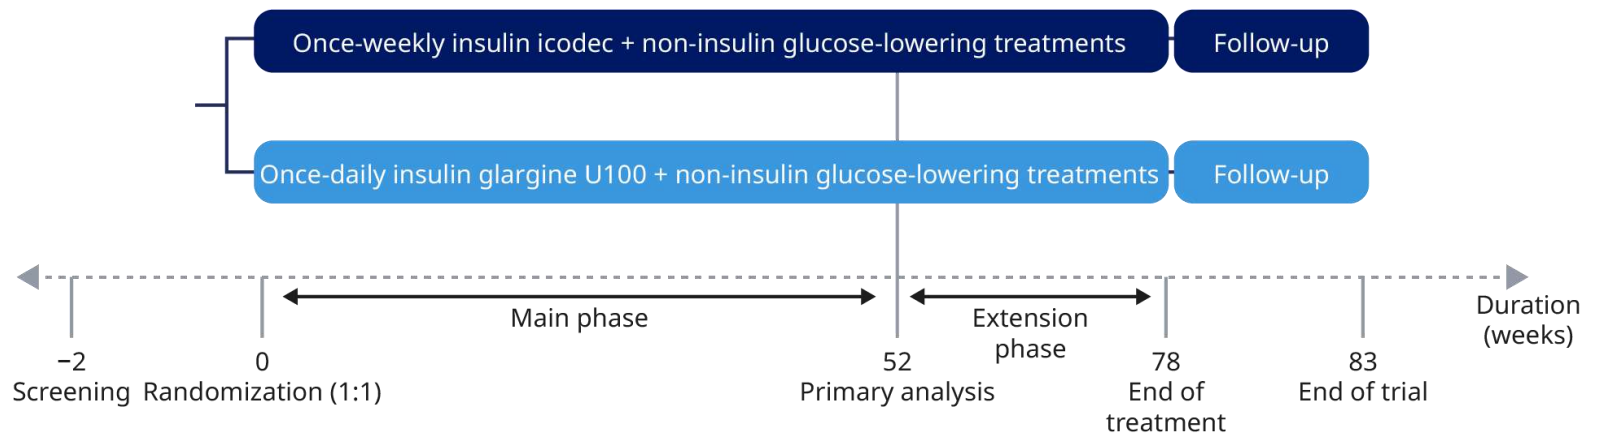 Once-weekly insulin icodec + non-insulin glucose-lowering treatments
Follow-up
Once-daily insulin glargine U100 + non-insulin glucose-lowering treatments
Follow-up
Main phase
Extension
phase
Duration
(weeks)
−2
Screening
0
Randomization (1:1)
52
Primary analysis
78
End of
treatment
83
End of trial